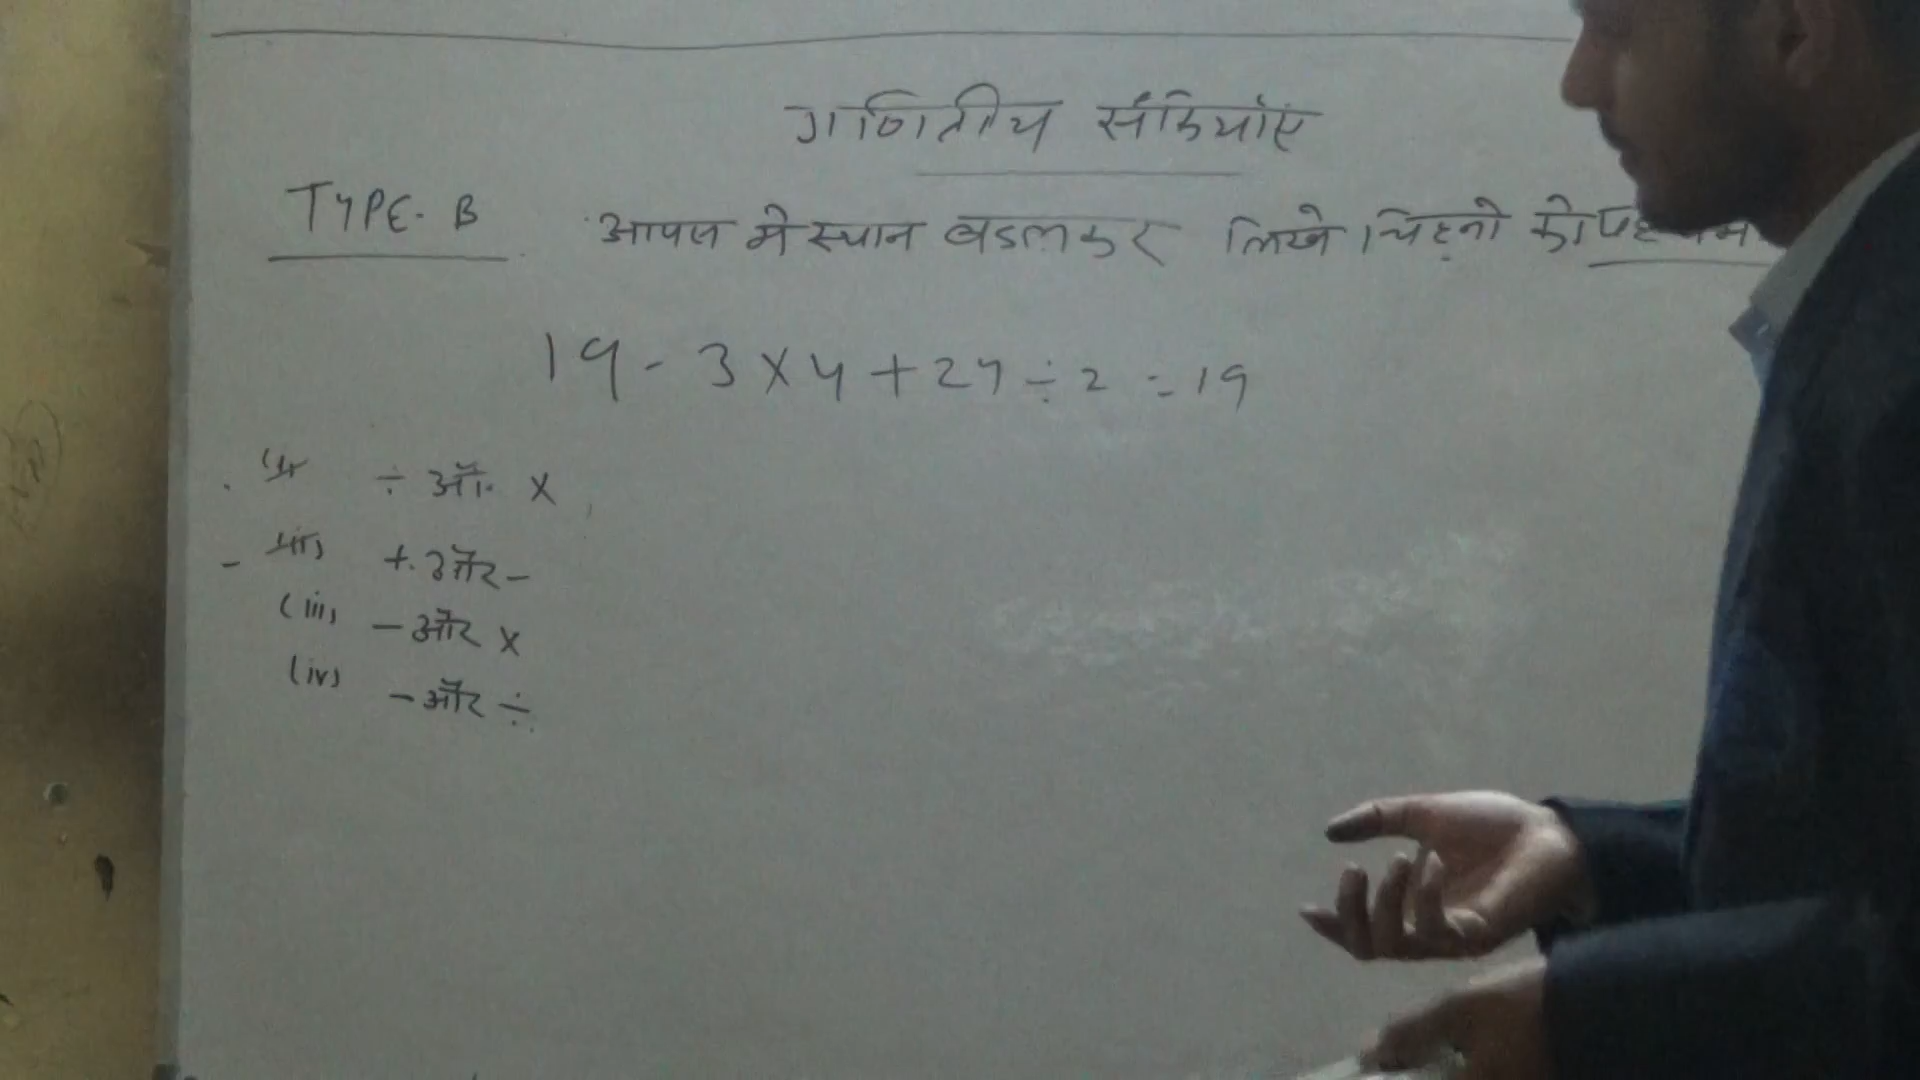 गणितीय संक्रियाएं
TYPE- B आपस मे स्थान बदलकर लिखे चिह्नो को
19 - 3 × 4 + 24 ÷ 2 = 19
÷ और ×
(ii) + और -
(iii) - और ×
(iv) - और ÷